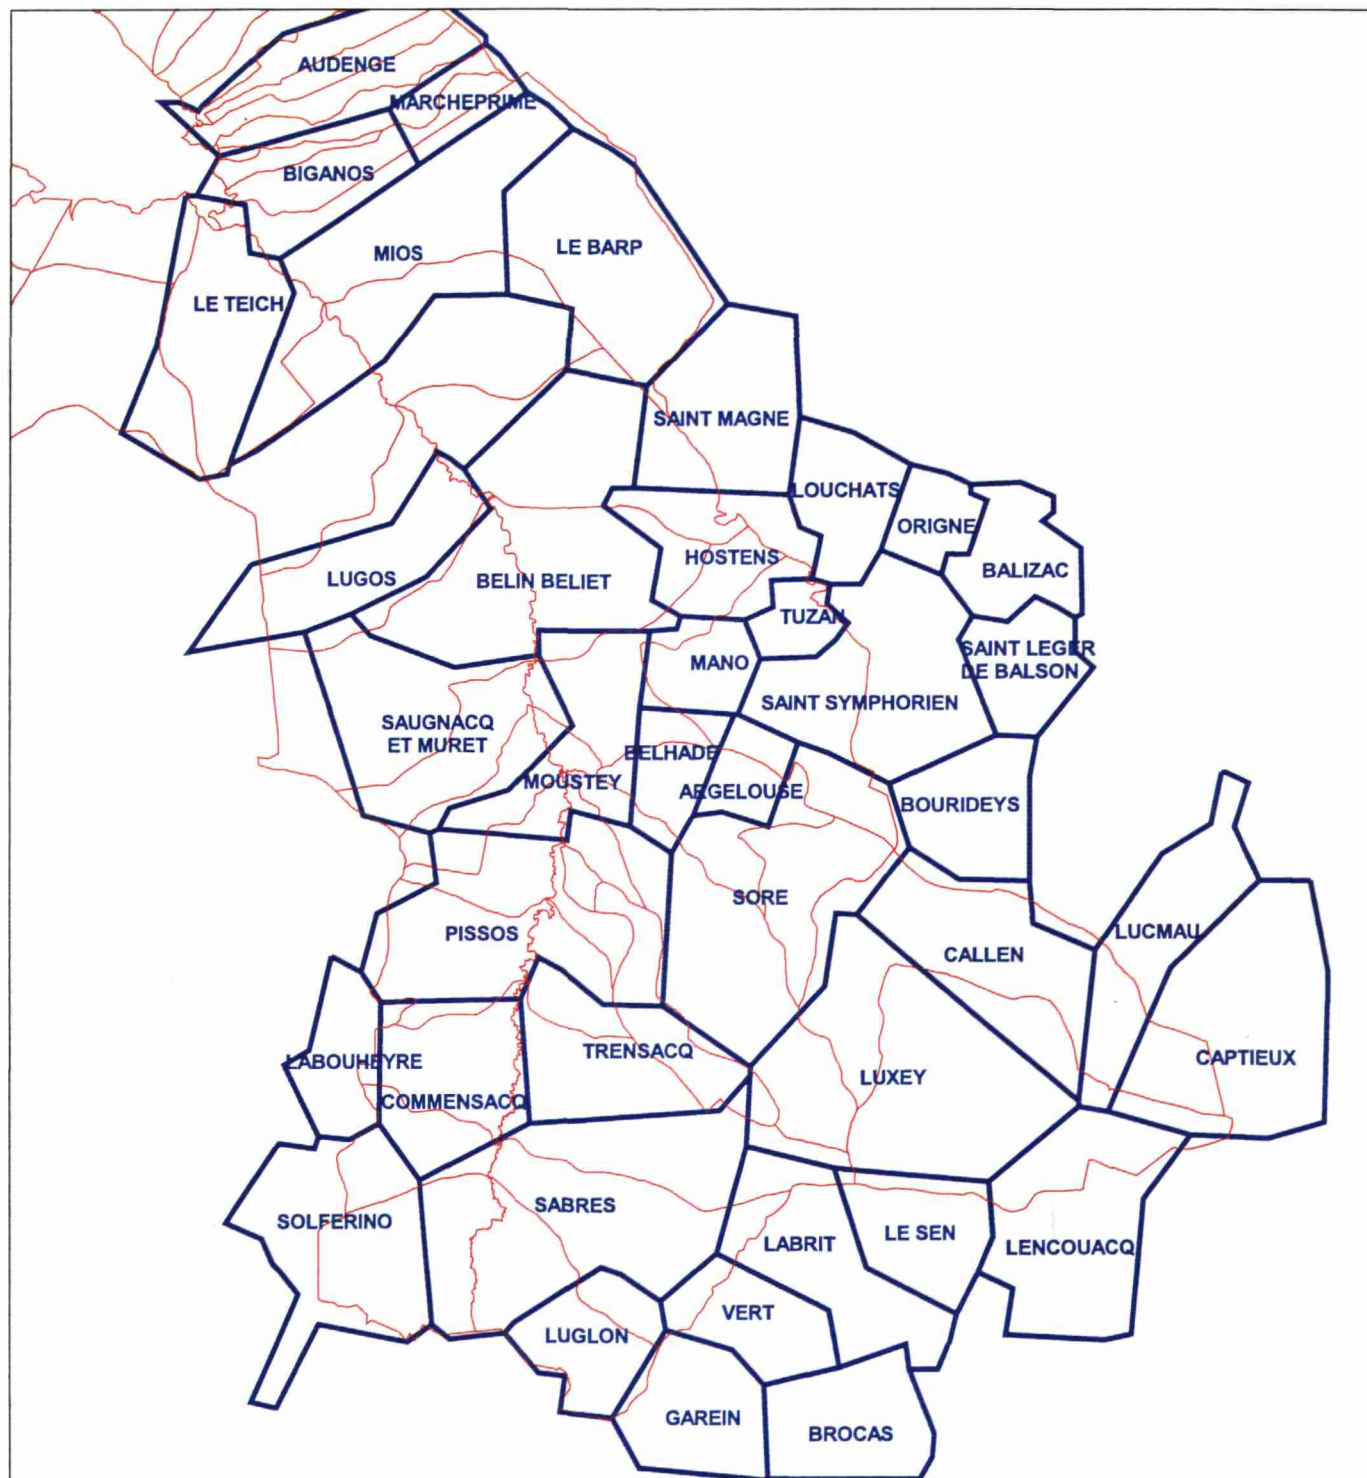 AUDENGE
MARCHEPRIME
BIGANOS
MIOS
LE BARP
LE TEICH
SAINT MAGNE
LOUCHATS
ORIGNE
HOSTENS
BALIZAC
LUGOS
BELIN BELIET
TUZAN
SAINT LEGER
DE BALSON
MANO
SAINT SYMPHORIEN
SAUGNACQ
ET MURET
BELHADE
MOUSTEY
ARGELOUSE
BOURIDEYS
SORE
PISSOS
LUCMAU
CALLEN
TRENSACQ
CAPTIEUX
LABOUHEYRE
LUXEY
COMMENSACQ
SABRES
SOLFERINO
LE SEN
LABRIT
LENCOUACQ
VERT
LUGLON
GAREIN
BROCAS